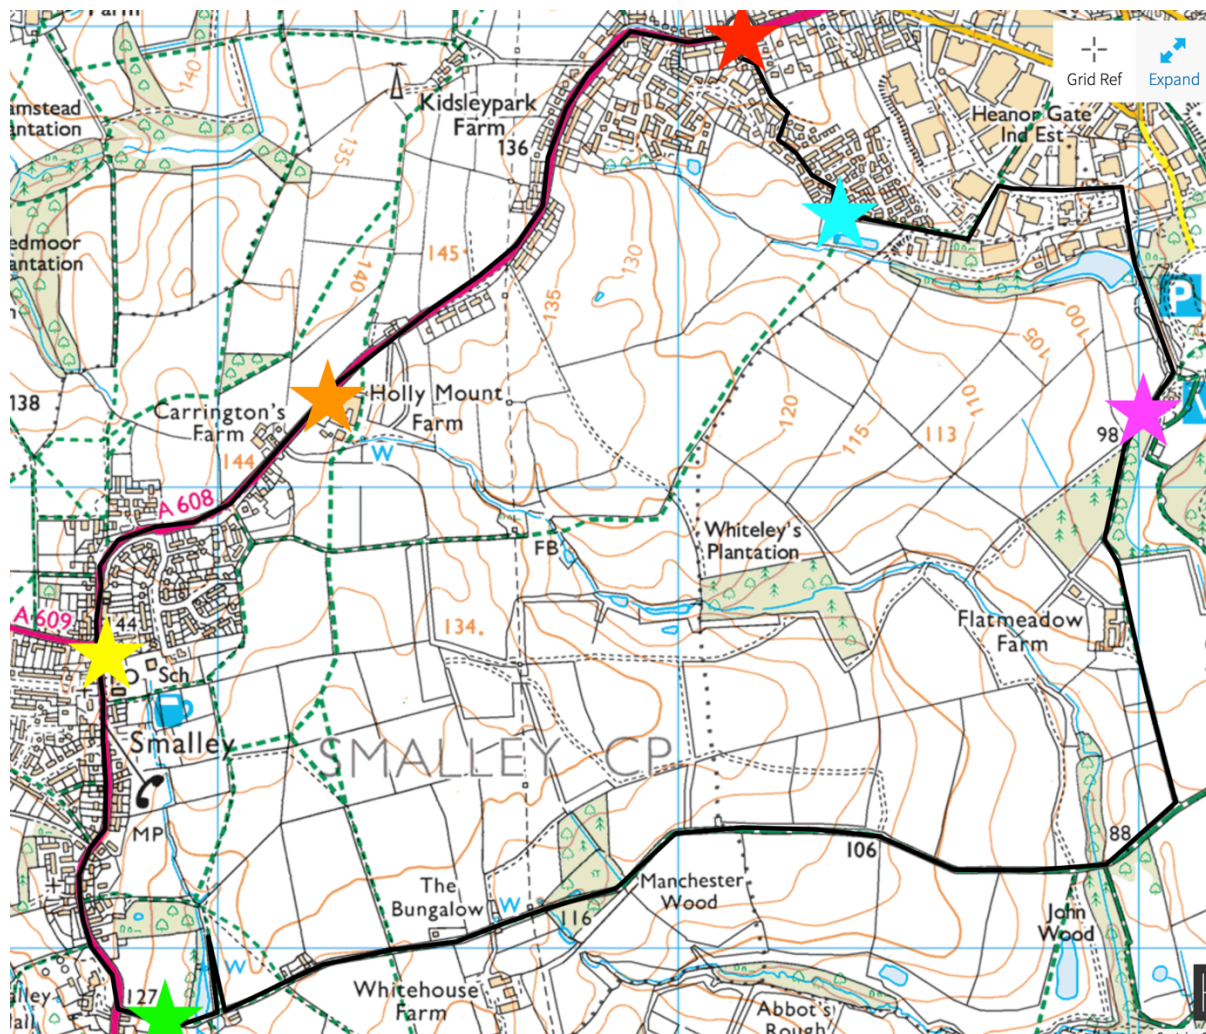 Farm
140
Grid Ref
Expand
amstead
antation
Kidsleypark
Farm
136
Heanor Gate
Ind Est
135
edmoor
antation
145
140
130
135
P
138
Carrington's
Farm
144
Holly Mount
Farm
W
120
115
110
113
105
100
98
A 608
FB
Whiteley's
Plantation
A 609
144
134
Flatmeadow
Farm
Sch
Smalley
SMALLEY CP
MP
106
88
The
Bungalow
W
116
Manchester
Wood
John
Wood
W
127
Whitehouse
Farm
alley
all
Abbot's
Rough